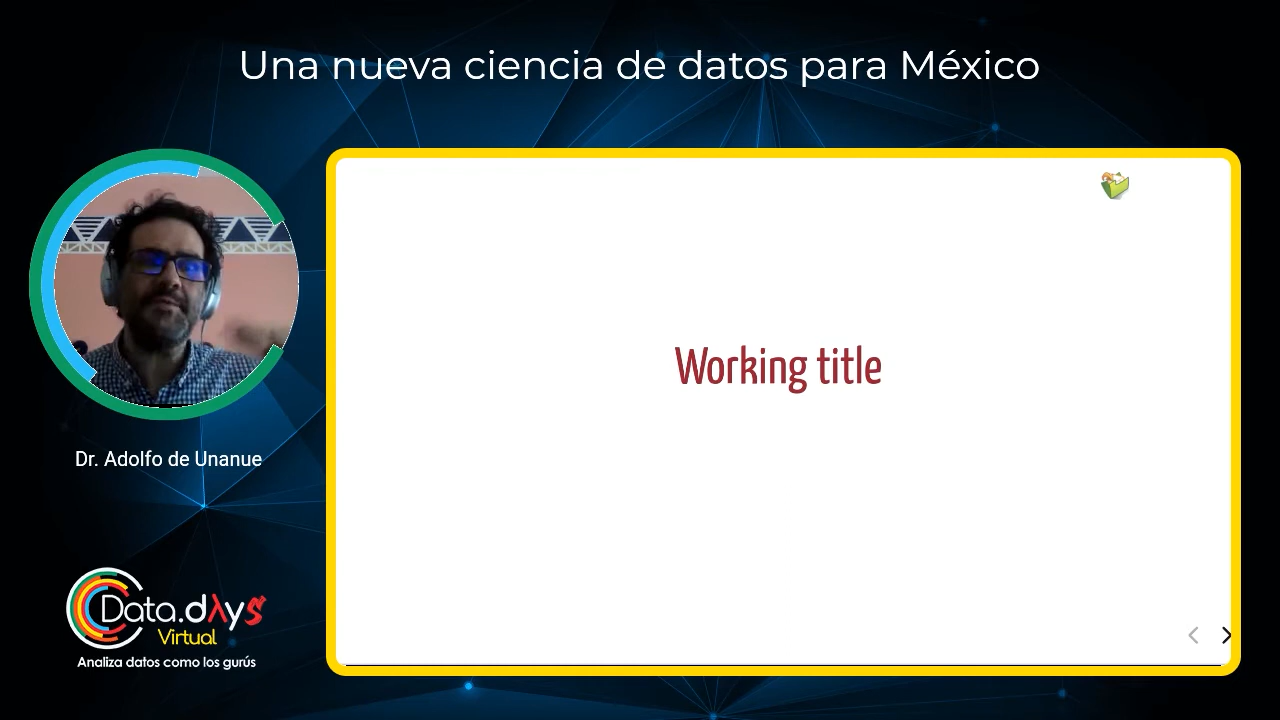 Una nueva ciencia de datos para México
Working title
Dr. Adolfo de Unanue
Data.dλys
Virtual
Analiza datos como los gurús